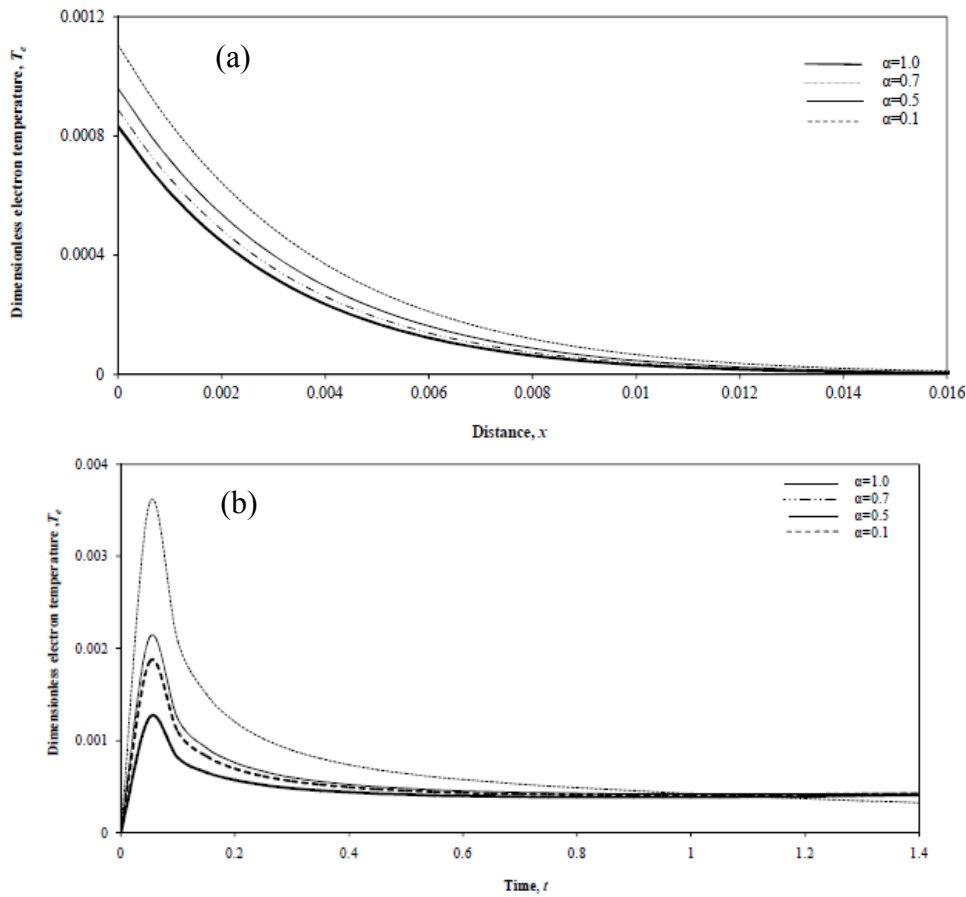 Dimensionless electron temperature, Te
0.0012
0.0008
0.0004
0
(a)
α=1.0
α=0.7
α=0.5
α=0.1
0 0.002 0.004 0.006 0.008 0.010 0.012 0.014 0.016
Distance, x
Dimensionless electron temperature ,Te
0.004
0.003
0.002
0.001
0
(b)
α=1.0
α=0.7
α=0.5
α=0.1
0 0.2 0.4 0.6 0.8 1 1.2 1.4
Time, t